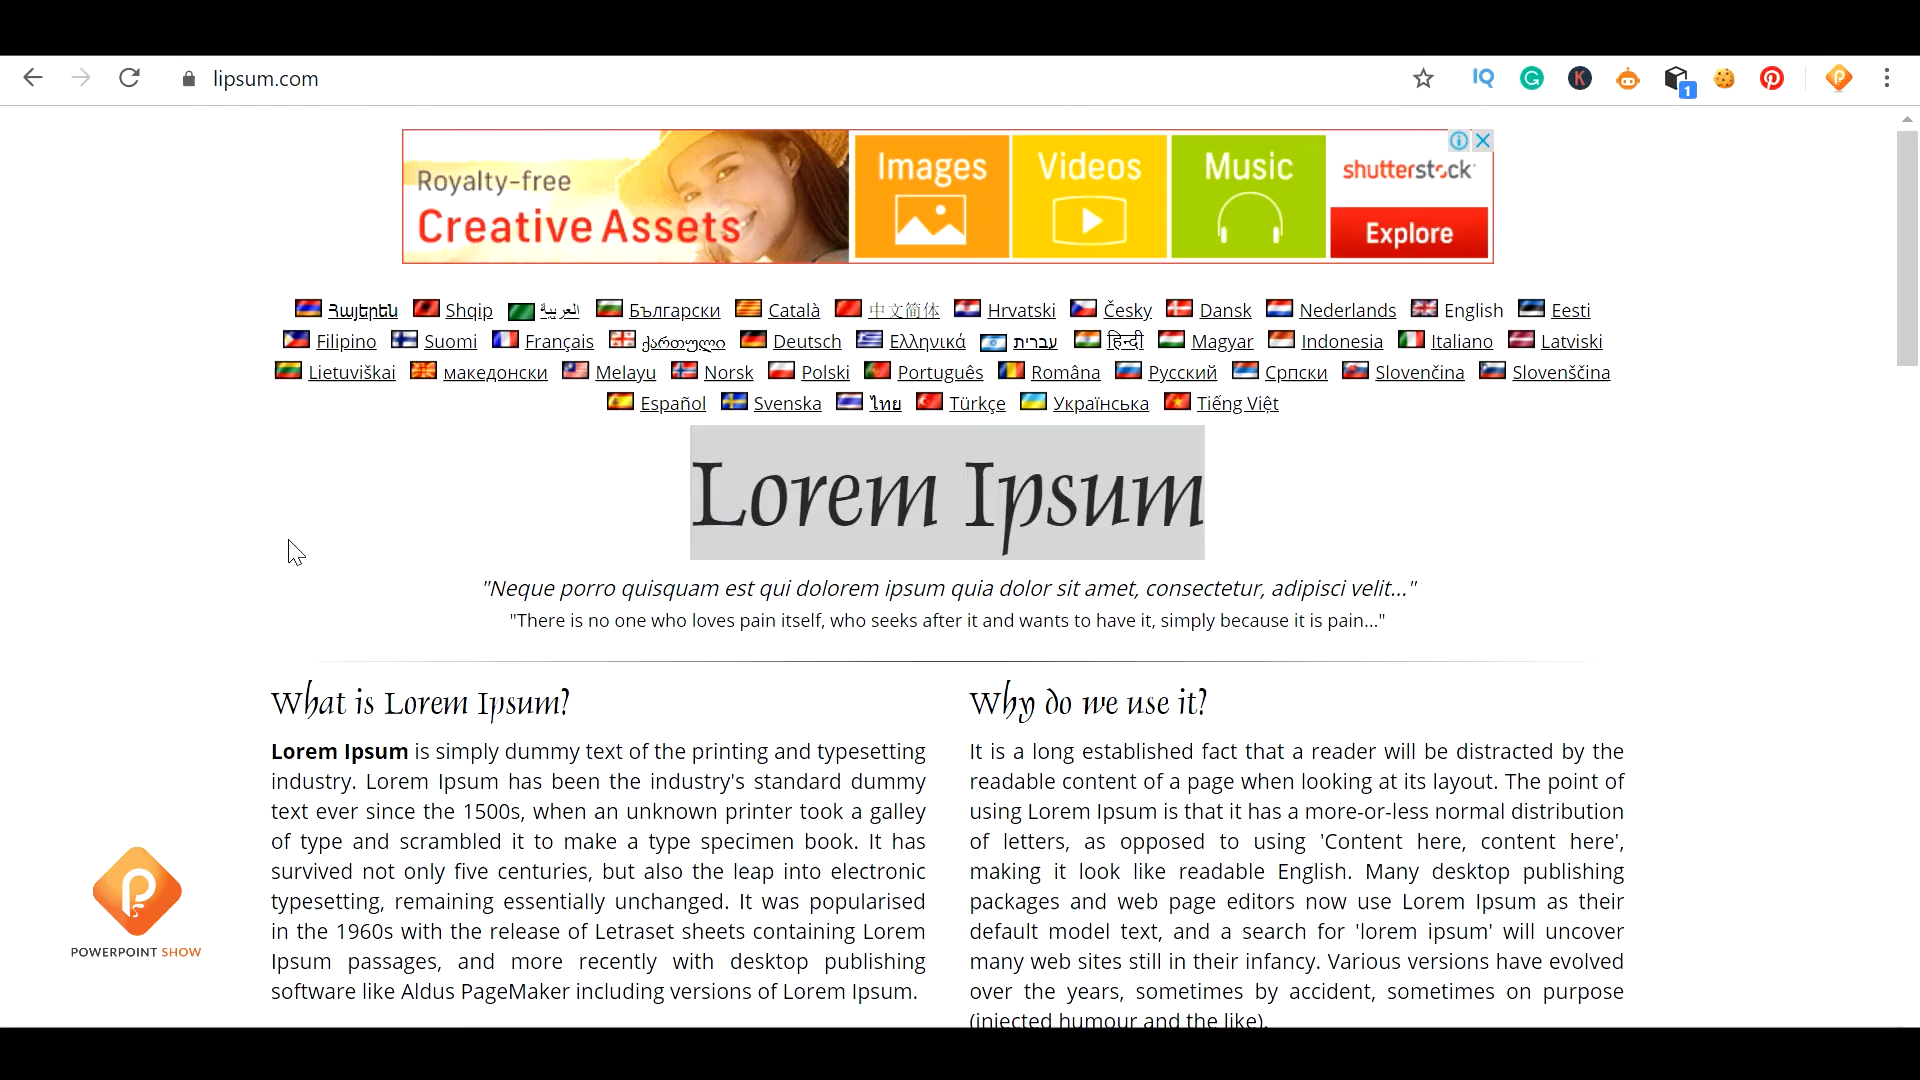 lipsum.com
IQ
1
Royalty-free
Creative Assets
Images
Videos
Music
shutterstock
Explore
Հայերեն Shqip العربية Български Català 中文简体 Hrvatski Česky Dansk Nederlands English Eesti
Filipino Suomi Français ქართული Deutsch Ελληνικά עברית हिन्दी Magyar Indonesia Italiano Latviski
Lietuviškai македонски Melayu Norsk Polski Português Româna Pyccкий Српски Slovenčina Slovenščina
Español Svenska ไทย Türkçe Українська Tiếng Việt
Lorem Ipsum
"Neque porro quisquam est qui dolorem ipsum quia dolor sit amet, consectetur, adipisci velit..."
"There is no one who loves pain itself, who seeks after it and wants to have it, simply because it is pain..."
What is Lorem Ipsum?
Lorem Ipsum is simply dummy text of the printing and typesetting
industry. Lorem Ipsum has been the industry's standard dummy
text ever since the 1500s, when an unknown printer took a galley
of type and scrambled it to make a type specimen book. It has
survived not only five centuries, but also the leap into electronic
typesetting, remaining essentially unchanged. It was popularised
in the 1960s with the release of Letraset sheets containing Lorem
Ipsum passages, and more recently with desktop publishing
software like Aldus PageMaker including versions of Lorem Ipsum.
Why do we use it?
It is a long established fact that a reader will be distracted by the
readable content of a page when looking at its layout. The point of
using Lorem Ipsum is that it has a more-or-less normal distribution
of letters, as opposed to using 'Content here, content here',
making it look like readable English. Many desktop publishing
packages and web page editors now use Lorem Ipsum as their
default model text, and a search for 'lorem ipsum' will uncover
many web sites still in their infancy. Various versions have evolved
over the years, sometimes by accident, sometimes on purpose
(injected humour and the like).
POWERPOINT SHOW